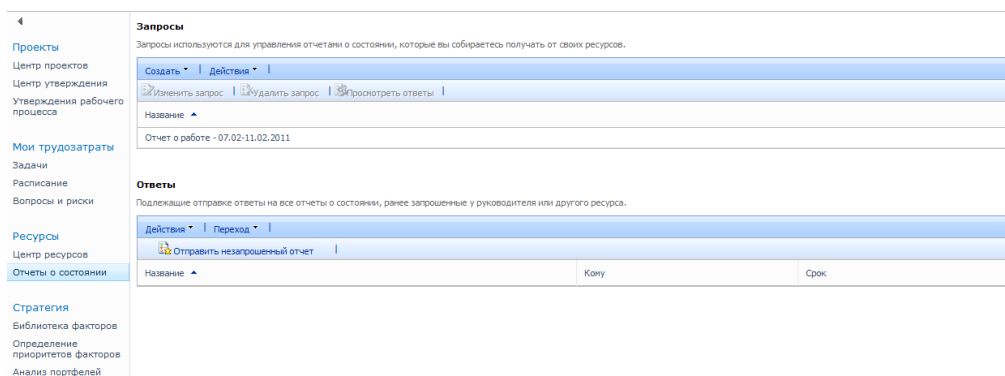 Проекты
Центр проектов
Центр утверждения
Утверждения рабочего
процесса
Мои трудозатраты
Задачи
Расписание
Вопросы и риски
Ресурсы
Центр ресурсов
Отчеты о состоянии
Стратегия
Библиотека факторов
Определение
приоритетов факторов
Анализ портфелей
Запросы
Запросы используются для управления отчетами о состоянии, которые вы собираетесь получать от своих ресурсов.
Создать Действия
Изменить запрос Удалить запрос Просмотреть ответы
Название
Отчет о работе - 07.02-11.02.2011
Ответы
Подлежащие отправке ответы на все отчеты о состоянии, ранее запрошенные у руководителя или другого ресурса.
Действия Переход
Отправить незапрошенный отчет
Название Кому Срок